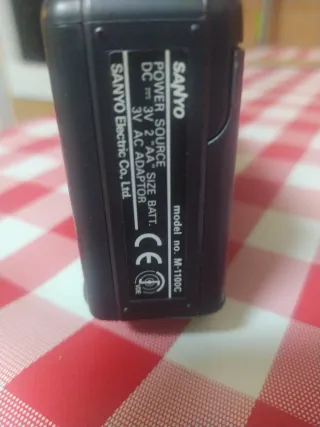 SANYO
model no. M-1100C
POWER SOURCE
DC ⎓ 3V 2 "AA" SIZE BATT.
3V AC ADAPTOR
SANYO Electric Co., Ltd.
CE
VDE